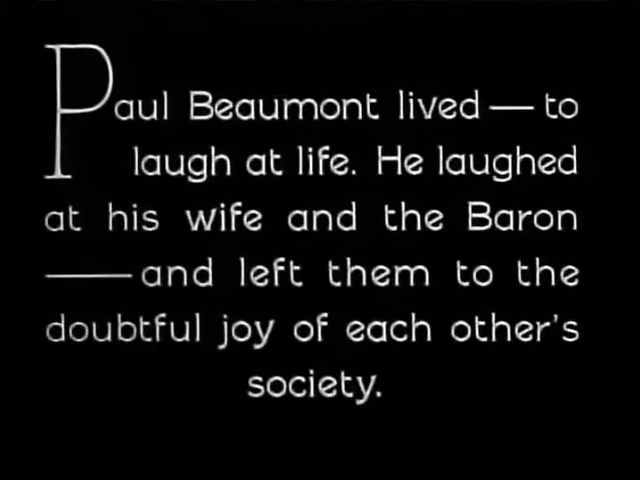 Paul Beaumont lived — to
laugh at life. He laughed
at his wife and the Baron
— and left them to the
doubtful joy of each other's
society.